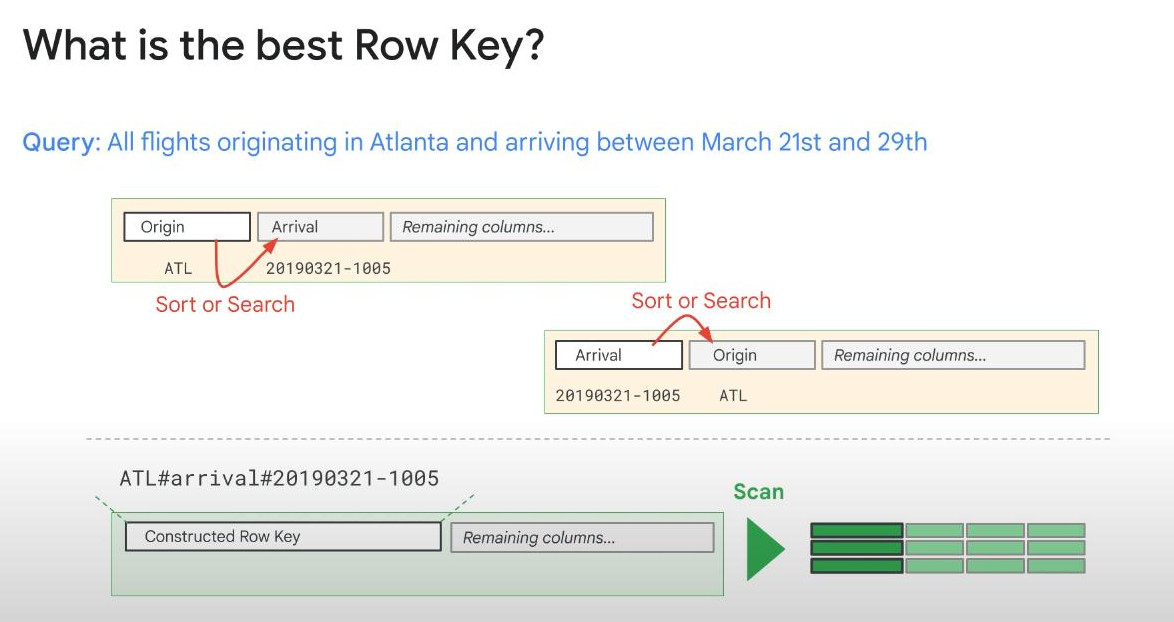 What is the best Row Key?
Query: All flights originating in Atlanta and arriving between March 21st and 29th
Origin Arrival Remaining columns...
ATL 20190321-1005
Sort or Search
Sort or Search
Arrival Origin Remaining columns...
20190321-1005 ATL
ATL#arrival#20190321-1005
Constructed Row Key Remaining columns...
Scan